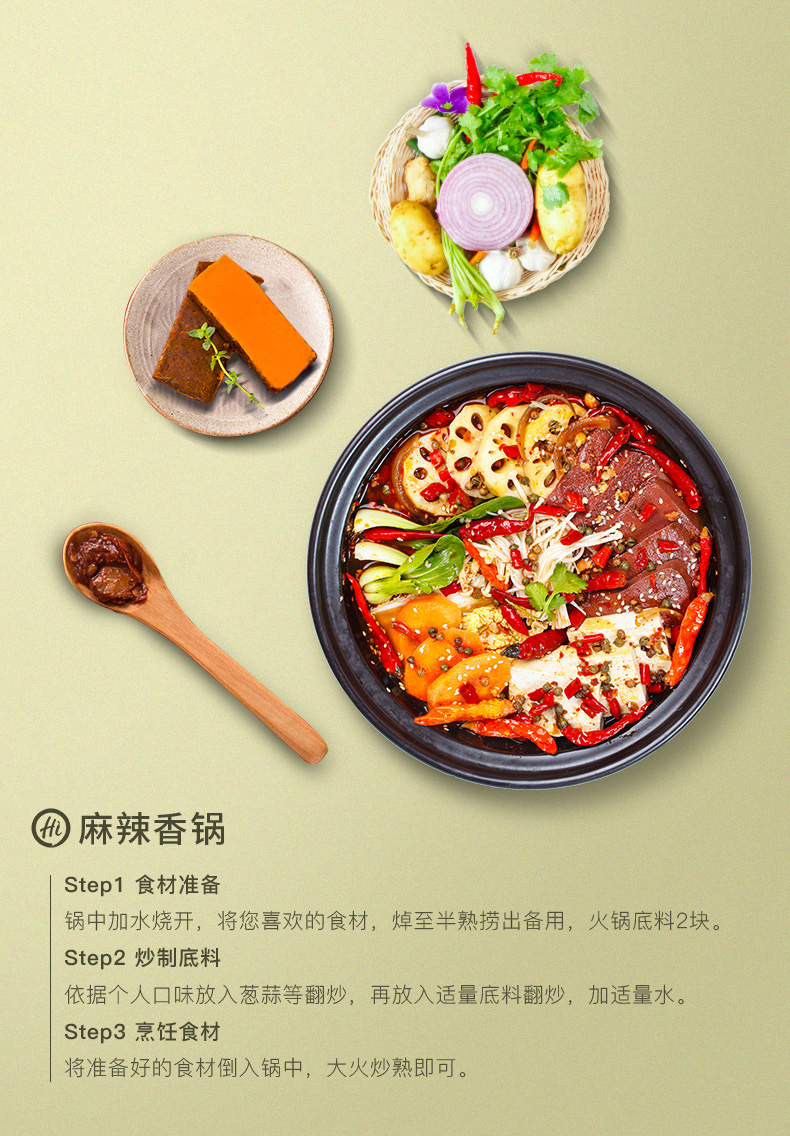 Hi 麻辣香锅
Step1 食材准备
锅中加水烧开，将您喜欢的食材，焯至半熟捞出备用，火锅底料2块。
Step2 炒制底料
依据个人口味放入葱蒜等翻炒，再放入适量底料翻炒，加适量水。
Step3 烹饪食材
将准备好的食材倒入锅中，大火炒熟即可。